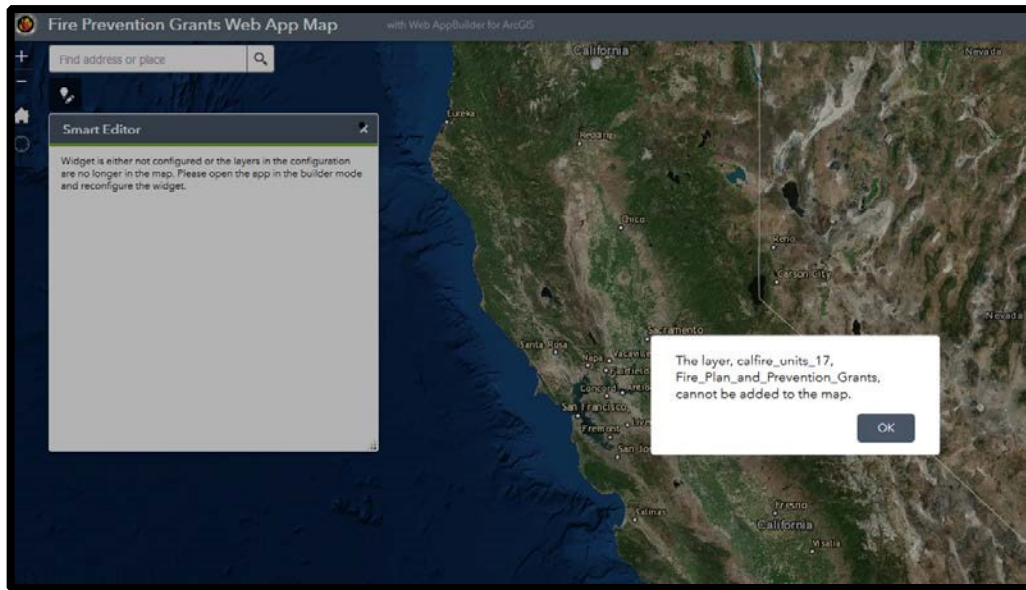 Fire Prevention Grants Web App Map
with Web AppBuilder for ArcGIS
Find address or place
Smart Editor
Widget is either not configured or the layers in the configuration
are no longer in the map. Please open the app in the builder mode
and reconfigure the widget.
California
Nevada
Eureka
Redding
Chico
Reno
Carson City
Nevada
Sacramento
Santa Rosa
Napa
Vacaville
Fairfield
Concord
San Francisco
Fremont
San Jo
Salinas
Fresno
California
Visalia
The layer, calfire_units_17,
Fire_Plan_and_Prevention_Grants,
cannot be added to the map.
OK